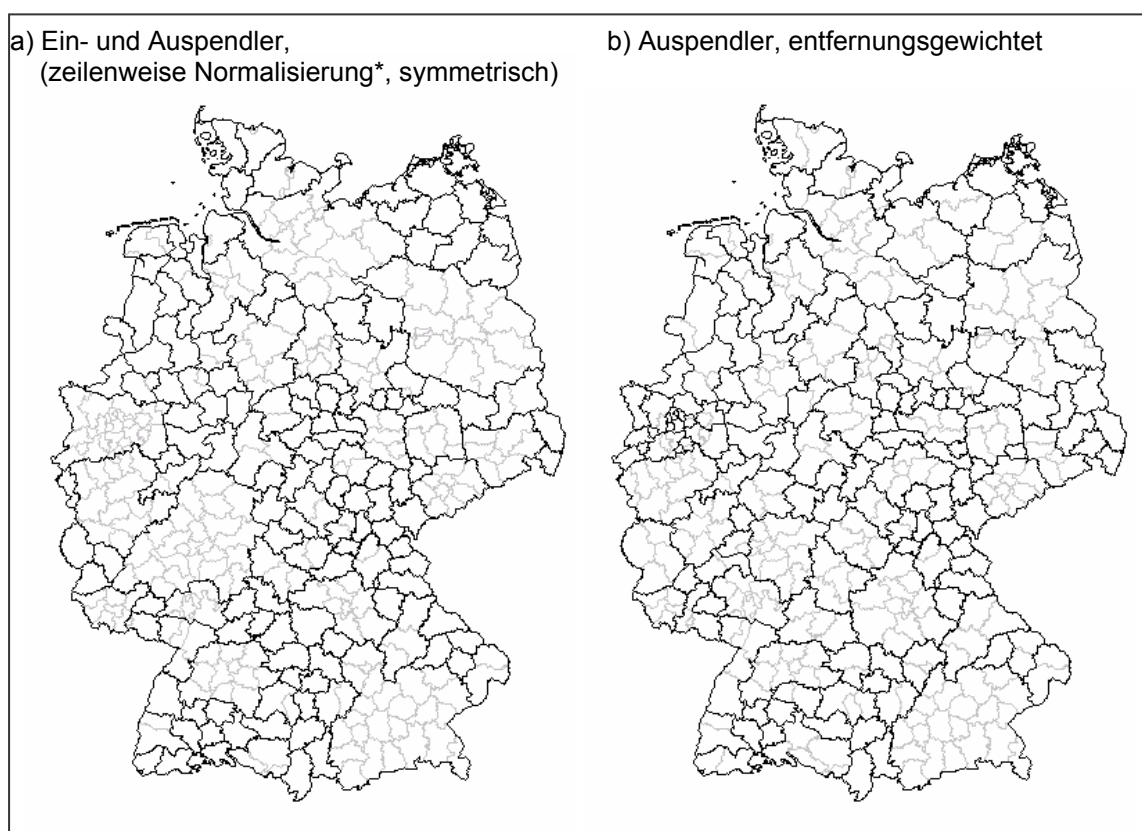 a) Ein- und Auspendler,
(zeilenweise Normalisierung*, symmetrisch)
b) Auspendler, entfernungsgewichtet